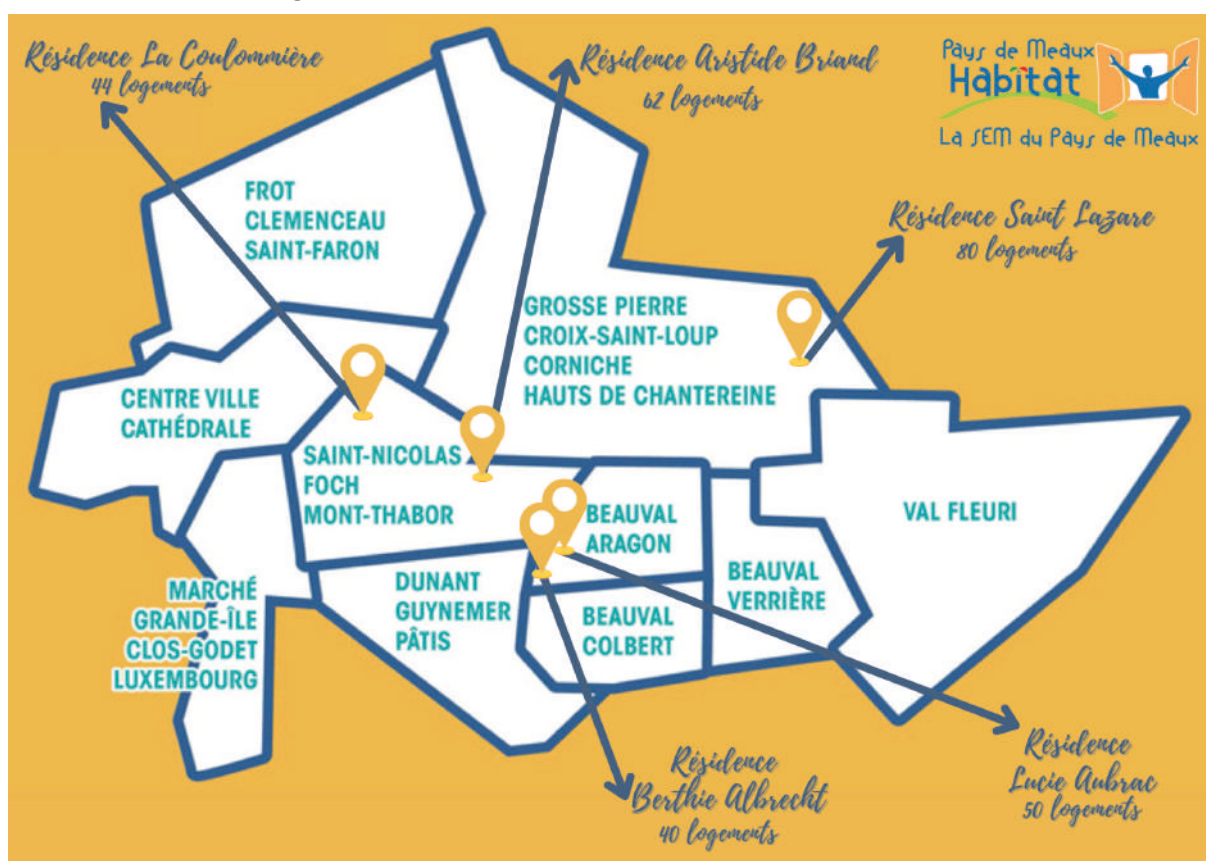 Résidence La Coulommière
44 logements
Résidence Aristide Briand
62 logements
Pays de Meaux
Habitat
La SEM du Pays de Meaux
Résidence Saint Lazare
80 logements
FROT
CLEMENCEAU
SAINT-FARON
GROSSE PIERRE
CROIX-SAINT-LOUP
CORNICHE
HAUTS DE CHANTEREINE
CENTRE VILLE
CATHÉDRALE
SAINT-NICOLAS
FOCH
MONT-THABOR
BEAUVAL
ARAGON
VAL FLEURI
BEAUVAL
VERRIÈRE
DUNANT
GUYNEMER
PÂTIS
BEAUVAL
COLBERT
MARCHÉ
GRANDE-ÎLE
CLOS-GODET
LUXEMBOURG
Résidence
Berthie Albrecht
40 logements
Résidence
Lucie Aubrac
50 logements